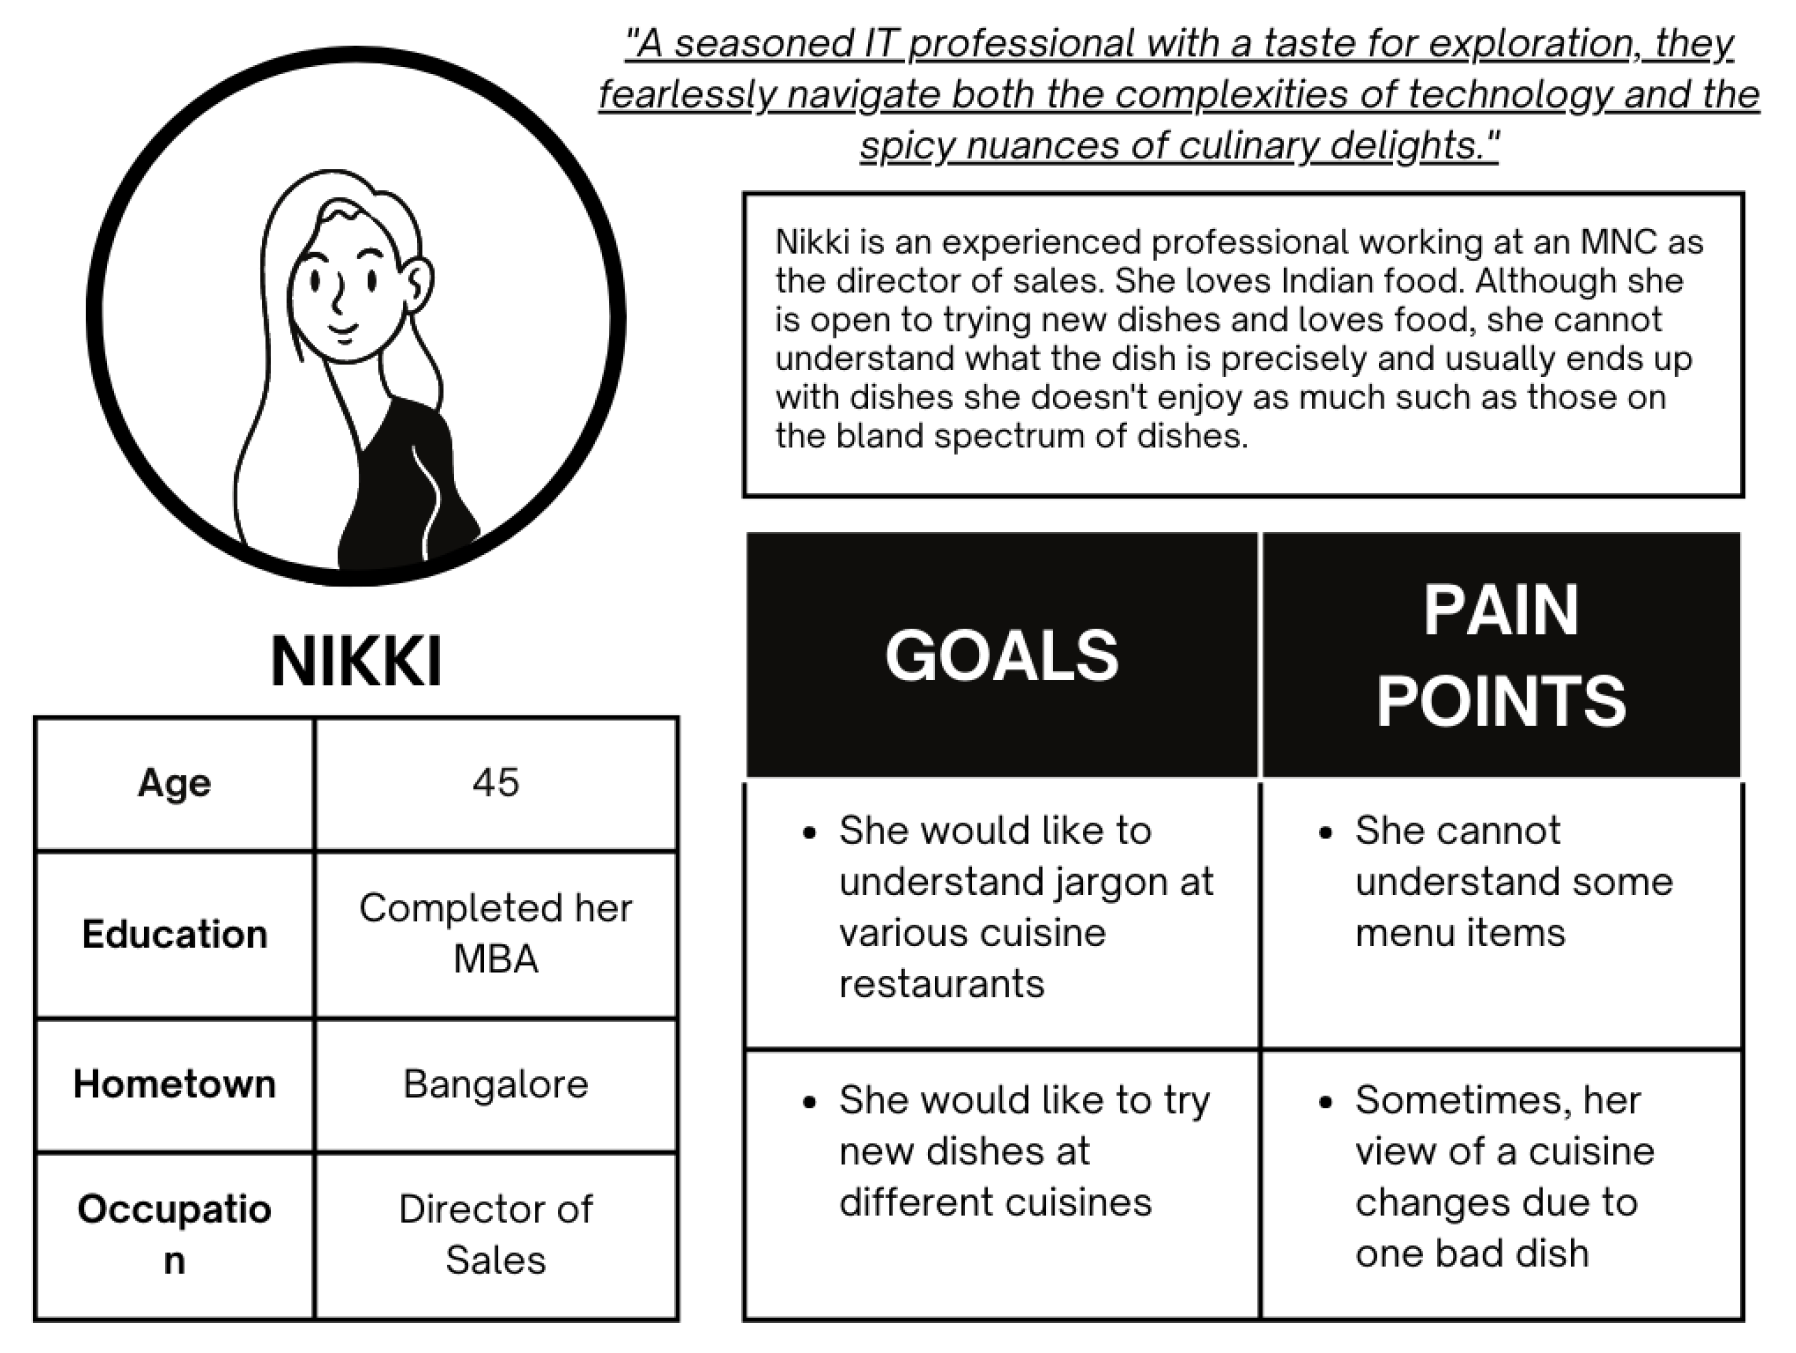 "A seasoned IT professional with a taste for exploration, they
fearlessly navigate both the complexities of technology and the
spicy nuances of culinary delights."
Nikki is an experienced professional working at an MNC as
the director of sales. She loves Indian food. Although she
is open to trying new dishes and loves food, she cannot
understand what the dish is precisely and usually ends up
with dishes she doesn't enjoy as much such as those on
the bland spectrum of dishes.
NIKKI
Age
45
Education
Completed her
MBA
Hometown
Bangalore
Occupatio
n
Director of
Sales
GOALS
PAIN
POINTS
• She would like to
understand jargon at
various cuisine
restaurants
• She cannot
understand some
menu items
• She would like to try
new dishes at
different cuisines
• Sometimes, her
view of a cuisine
changes due to
one bad dish